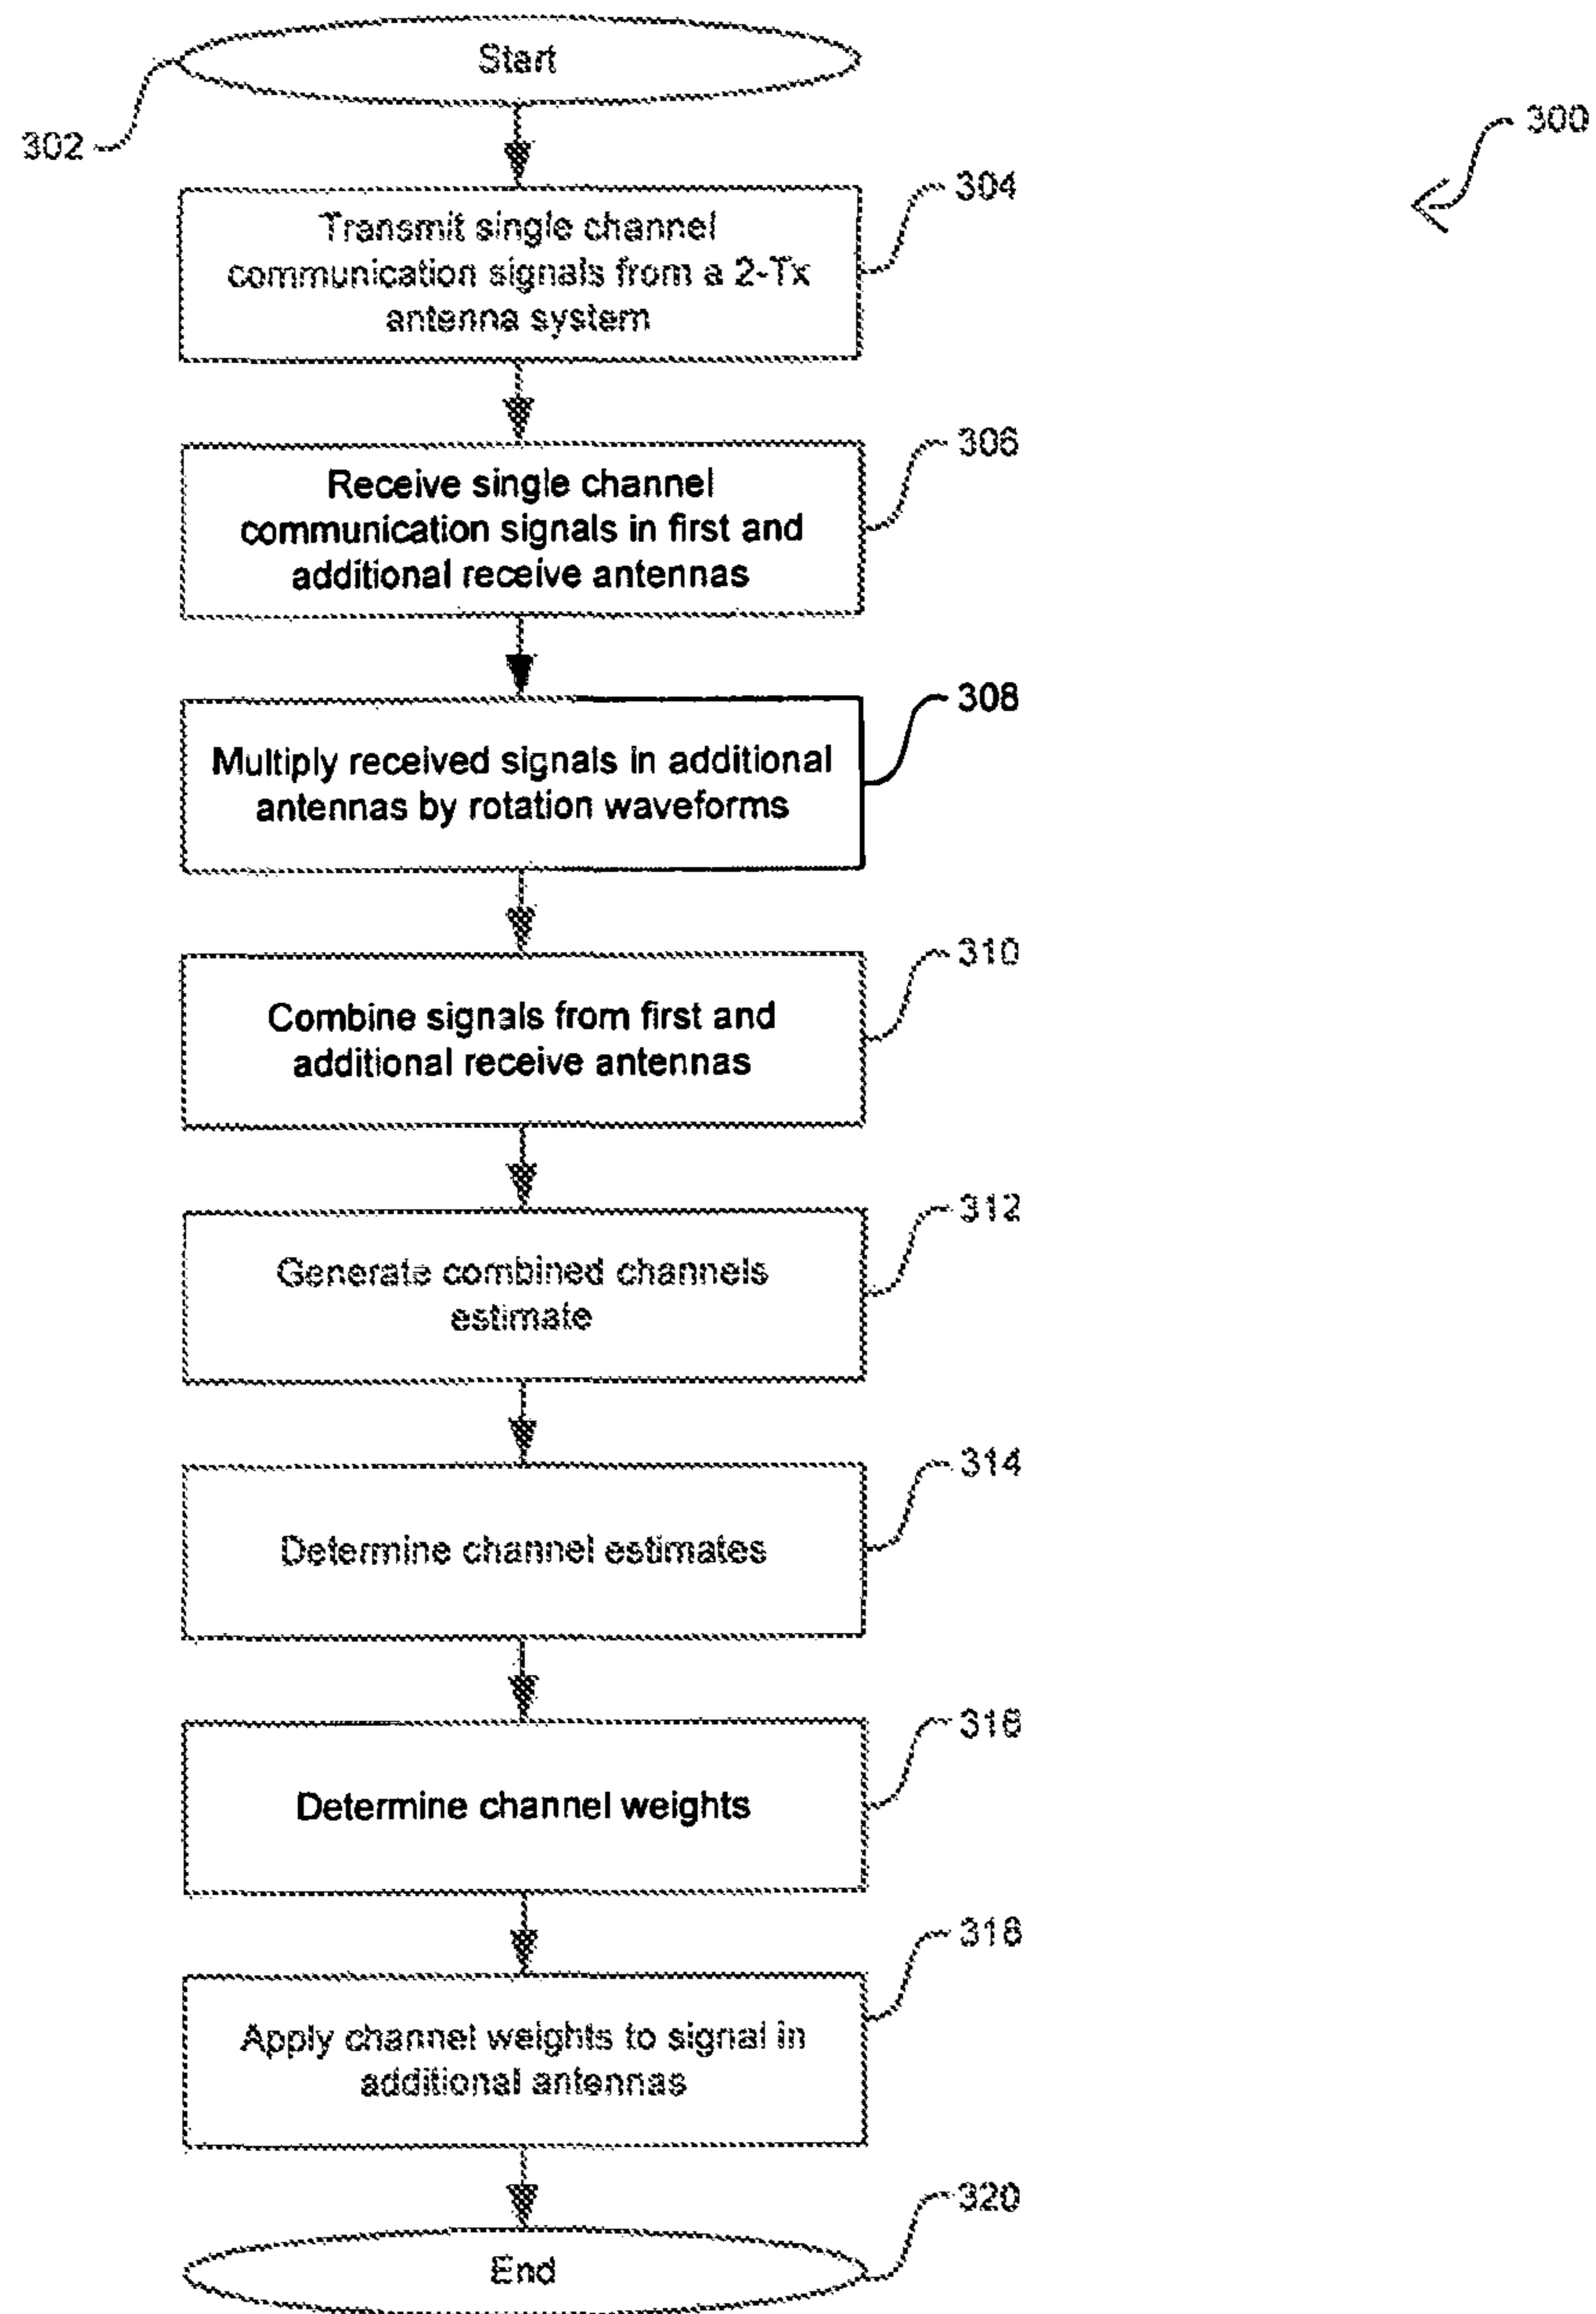 Start
302
300
304
Transmit single channel
communication signals from a 2-Tx
antenna system
306
Receive single channel
communication signals in first and
additional receive antennas
308
Multiply received signals in additional
antennas by rotation waveforms
310
Combine signals from first and
additional receive antennas
312
Generate combined channels
estimate
314
Determine channel estimates
316
Determine channel weights
318
Apply channel weights to signal in
additional antennas
320
End